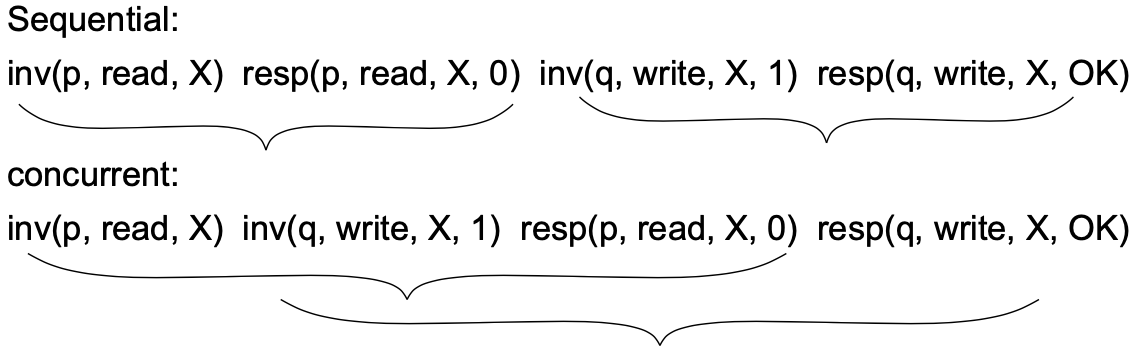 Sequential:
inv(p, read, X) resp(p, read, X, 0) inv(q, write, X, 1) resp(q, write, X, OK)
concurrent:
inv(p, read, X) inv(q, write, X, 1) resp(p, read, X, 0) resp(q, write, X, OK)